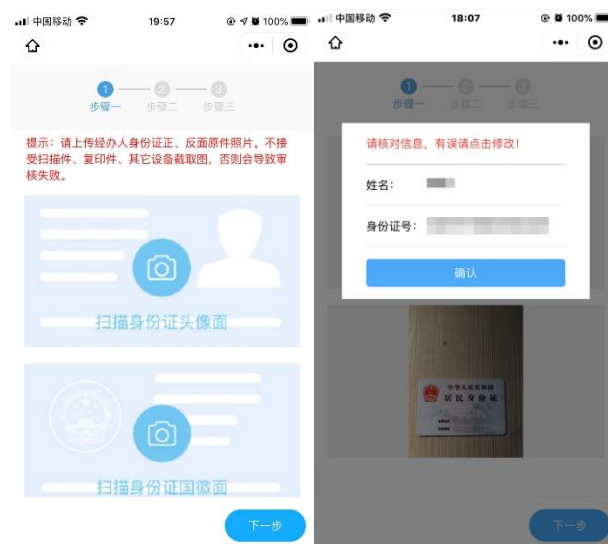 中国移动
19:57
100%
1
2
3
步骤一
步骤二
步骤三
提示：请上传经办人身份证正、反面原件照片。不接
受扫描件、复印件、其它设备截取图，否则会导致审
核失败。
扫描身份证头像面
扫描身份证国徽面
下一步
中国移动
18:07
100%
1
2
3
步骤一
步骤二
步骤三
请核对信息，有误请点击修改！
姓名：
身份证号：
确认
中华人民共和国
居民身份证
下一步